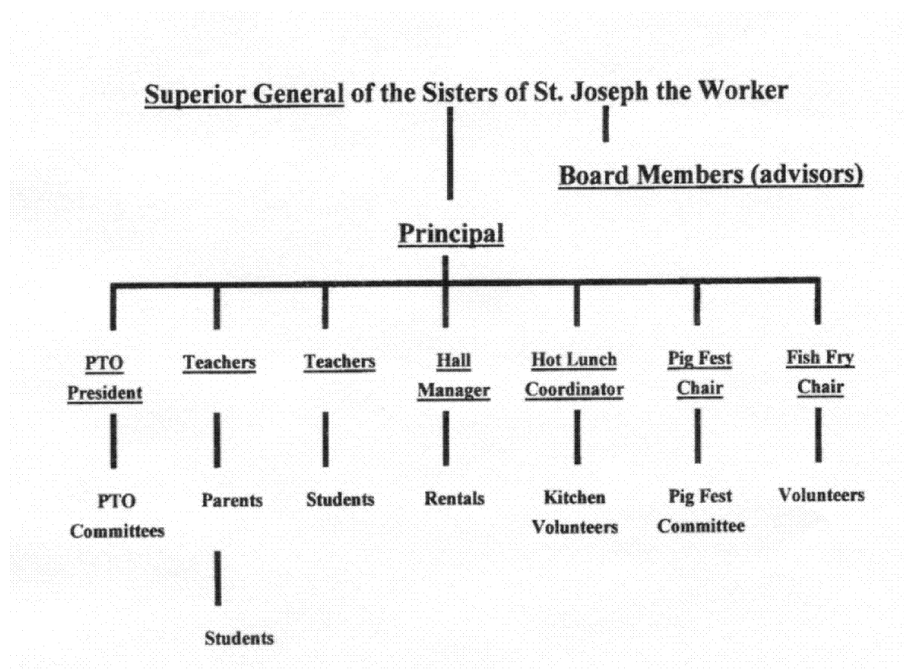 Superior General of the Sisters of St. Joseph the Worker
Board Members (advisors)
Principal
PTO
President
Teachers
Teachers
Hall
Manager
Hot Lunch
Coordinator
Pig Fest
Chair
Fish Fry
Chair
PTO
Committees
Parents
Students
Rentals
Kitchen
Volunteers
Pig Fest
Committee
Volunteers
Students